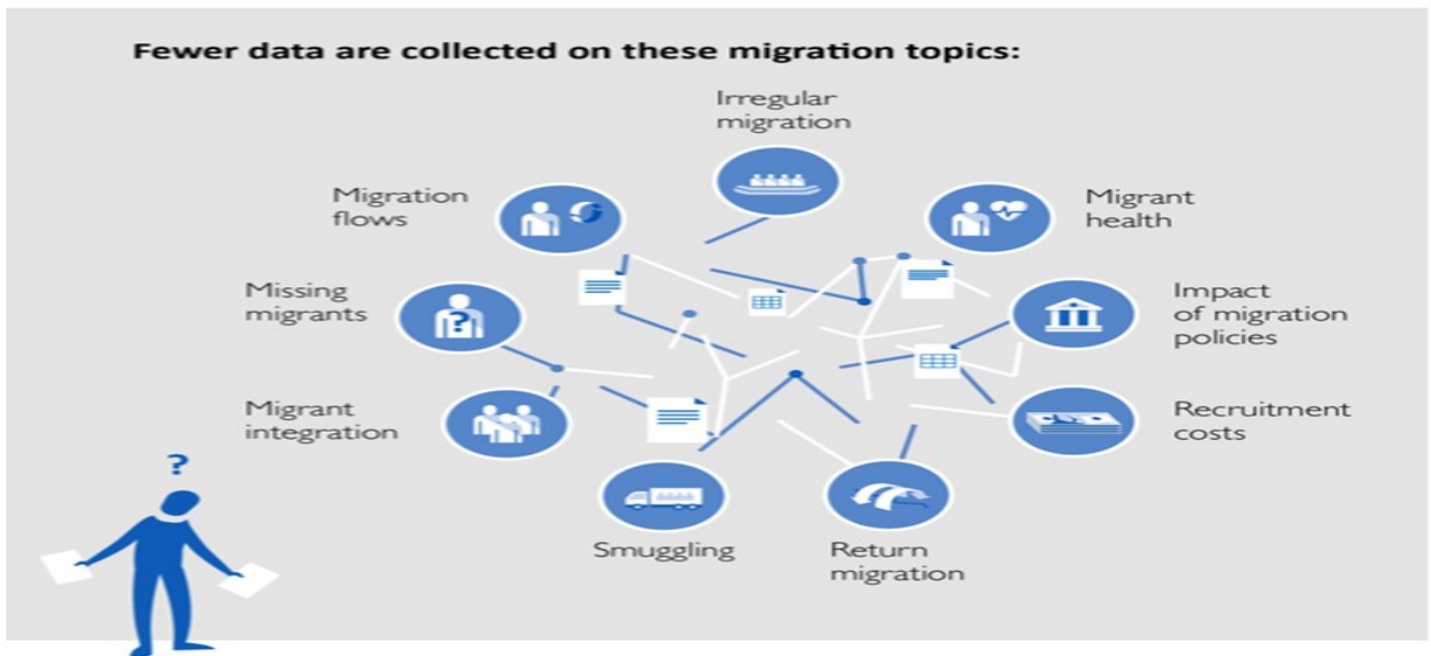 Fewer data are collected on these migration topics:
Irregular
migration
Migration
flows
Migrant
health
Missing
migrants
Impact
of migration
policies
Migrant
integration
Recruitment
costs
?
?
Smuggling
Return
migration